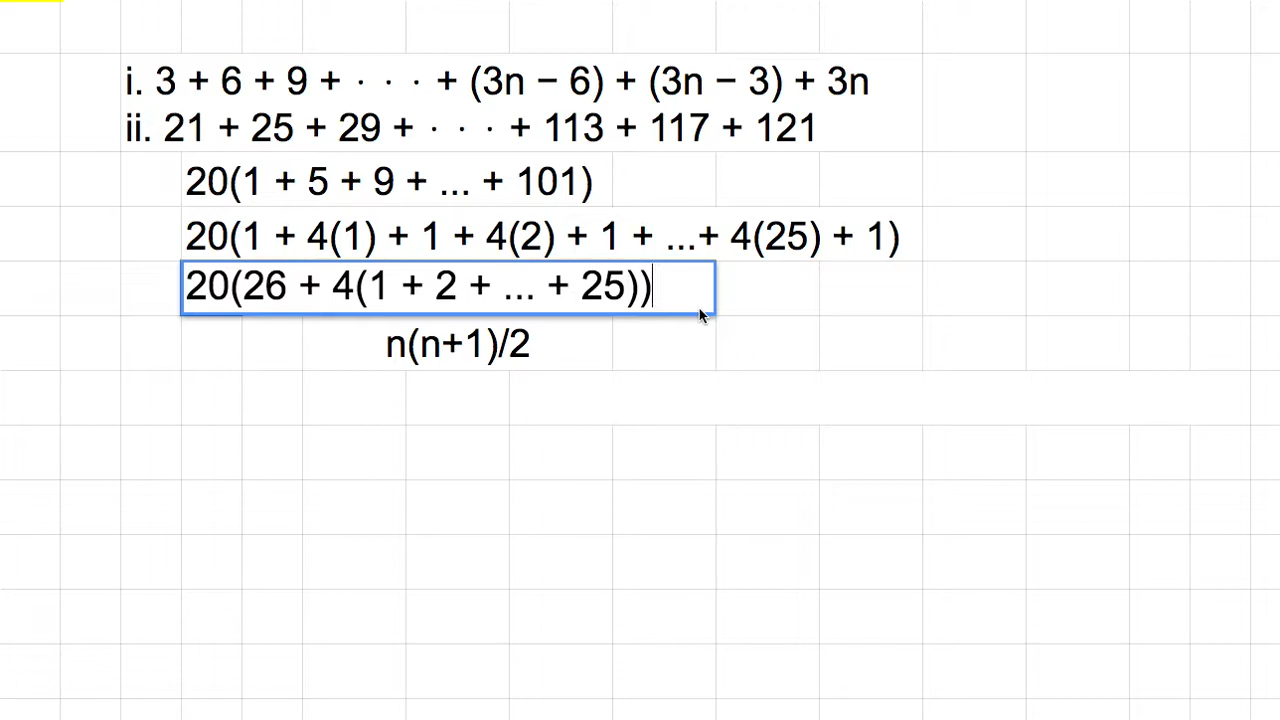 i. 3 + 6 + 9 + · · · + (3n − 6) + (3n − 3) + 3n
ii. 21 + 25 + 29 + · · · + 113 + 117 + 121
20(1 + 5 + 9 + ... + 101)
20(1 + 4(1) + 1 + 4(2) + 1 + ...+ 4(25) + 1)
20(26 + 4(1 + 2 + ... + 25))
n(n+1)/2